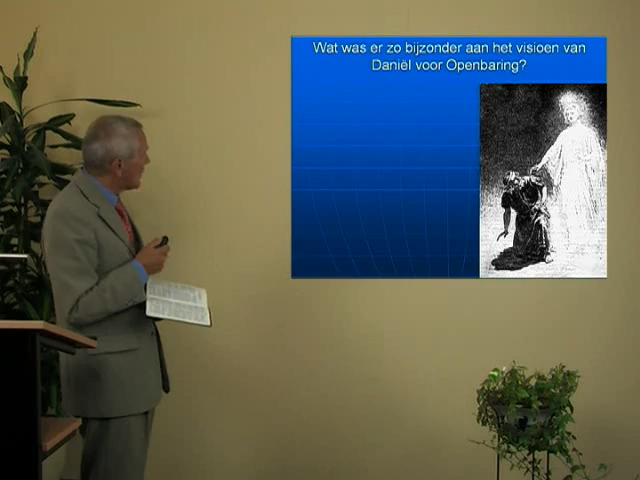 Wat was er zo bijzonder aan het visioen van
Daniël voor Openbaring?